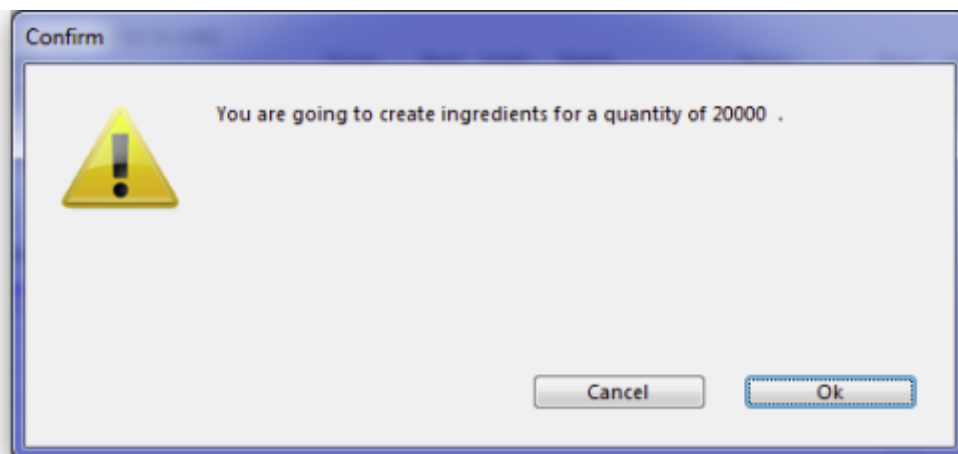 Confirm
You are going to create ingredients for a quantity of 20000 .
Cancel Ok